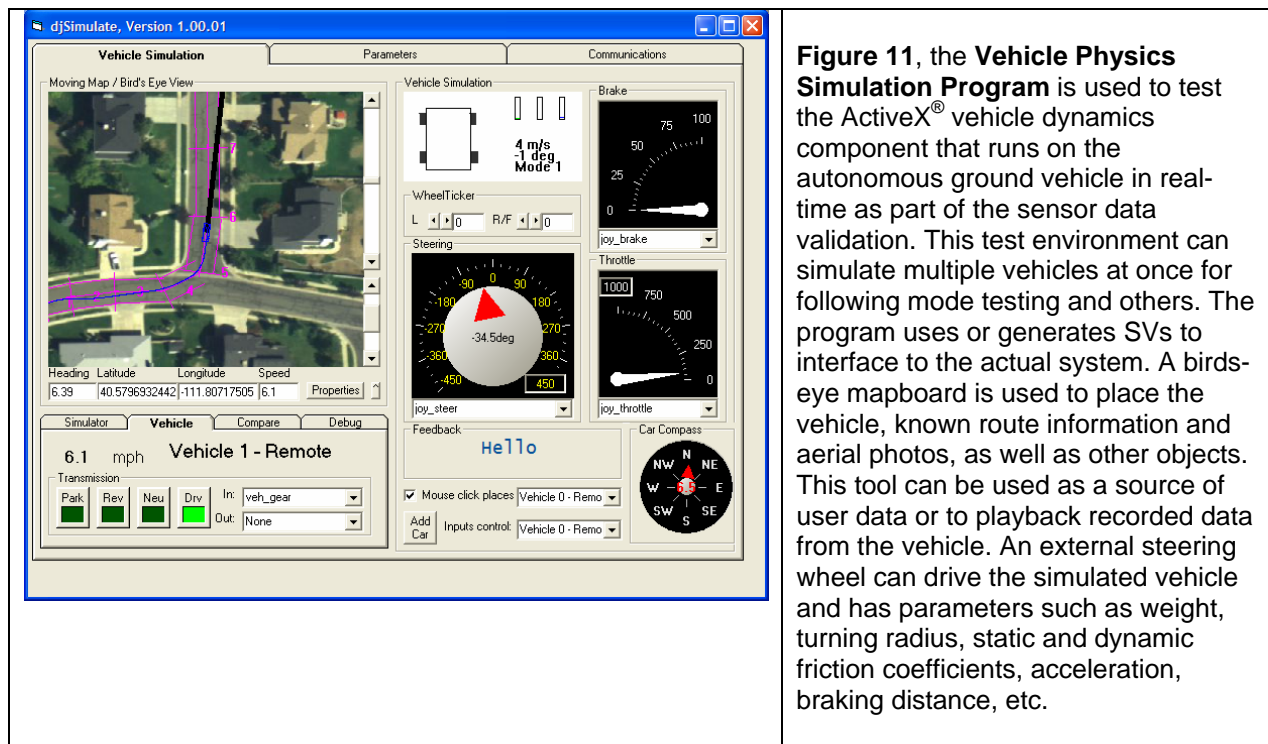 djSimulate, Version 1.00.01
Vehicle Simulation
Parameters
Communications
Moving Map / Bird's Eye View
7
6
5
4
3
2
1
Heading Latitude Longitude Speed
6.39 40.5796932442 -111.80717505 6.1 Properties
Simulator Vehicle Compare Debug
6.1 mph Vehicle 1 - Remote
Transmission
Park Rev Neu Drv In: veh_gear
Out: None
Vehicle Simulation
4 m/s
-1 deg
Mode 1
WheelTicker
L 0 R/F 0
Steering
-90 0 90
-180 180
-270 270
-360 360
-450 450
-34.5deg
joy_steer
Brake
0 25 50 75 100
joy_brake
Throttle
1000 750 500 250 0
joy_throttle
Feedback
Hello
Mouse click places Vehicle 0 - Remo
Add Car Inputs control: Vehicle 0 - Remo
Car Compass
N
NW NE
W 6.5 E
SW SE
S
Figure 11, the Vehicle Physics
Simulation Program is used to test
the ActiveX® vehicle dynamics
component that runs on the
autonomous ground vehicle in real-
time as part of the sensor data
validation. This test environment can
simulate multiple vehicles at once for
following mode testing and others. The
program uses or generates SVs to
interface to the actual system. A birds-
eye mapboard is used to place the
vehicle, known route information and
aerial photos, as well as other objects.
This tool can be used as a source of
user data or to playback recorded data
from the vehicle. An external steering
wheel can drive the simulated vehicle
and has parameters such as weight,
turning radius, static and dynamic
friction coefficients, acceleration,
braking distance, etc.